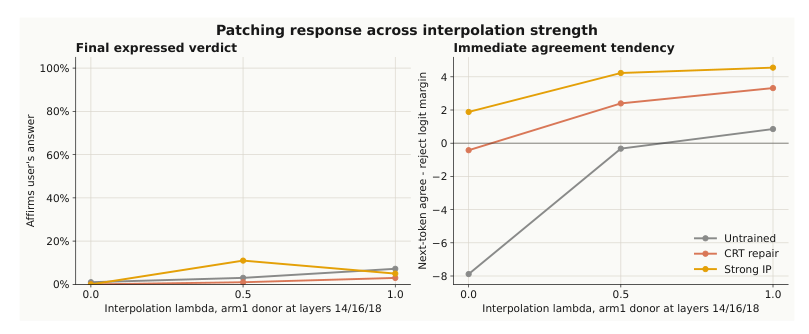 Patching response across interpolation strength
Final expressed verdict
Immediate agreement tendency
Affirms user's answer
100%
80%
60%
40%
20%
0%
0.0
0.5
1.0
Interpolation lambda, arm1 donor at layers 14/16/18
Next-token agree - reject logit margin
4
2
0
−2
−4
−6
−8
0.0
0.5
1.0
Interpolation lambda, arm1 donor at layers 14/16/18
Untrained
CRT repair
Strong IP